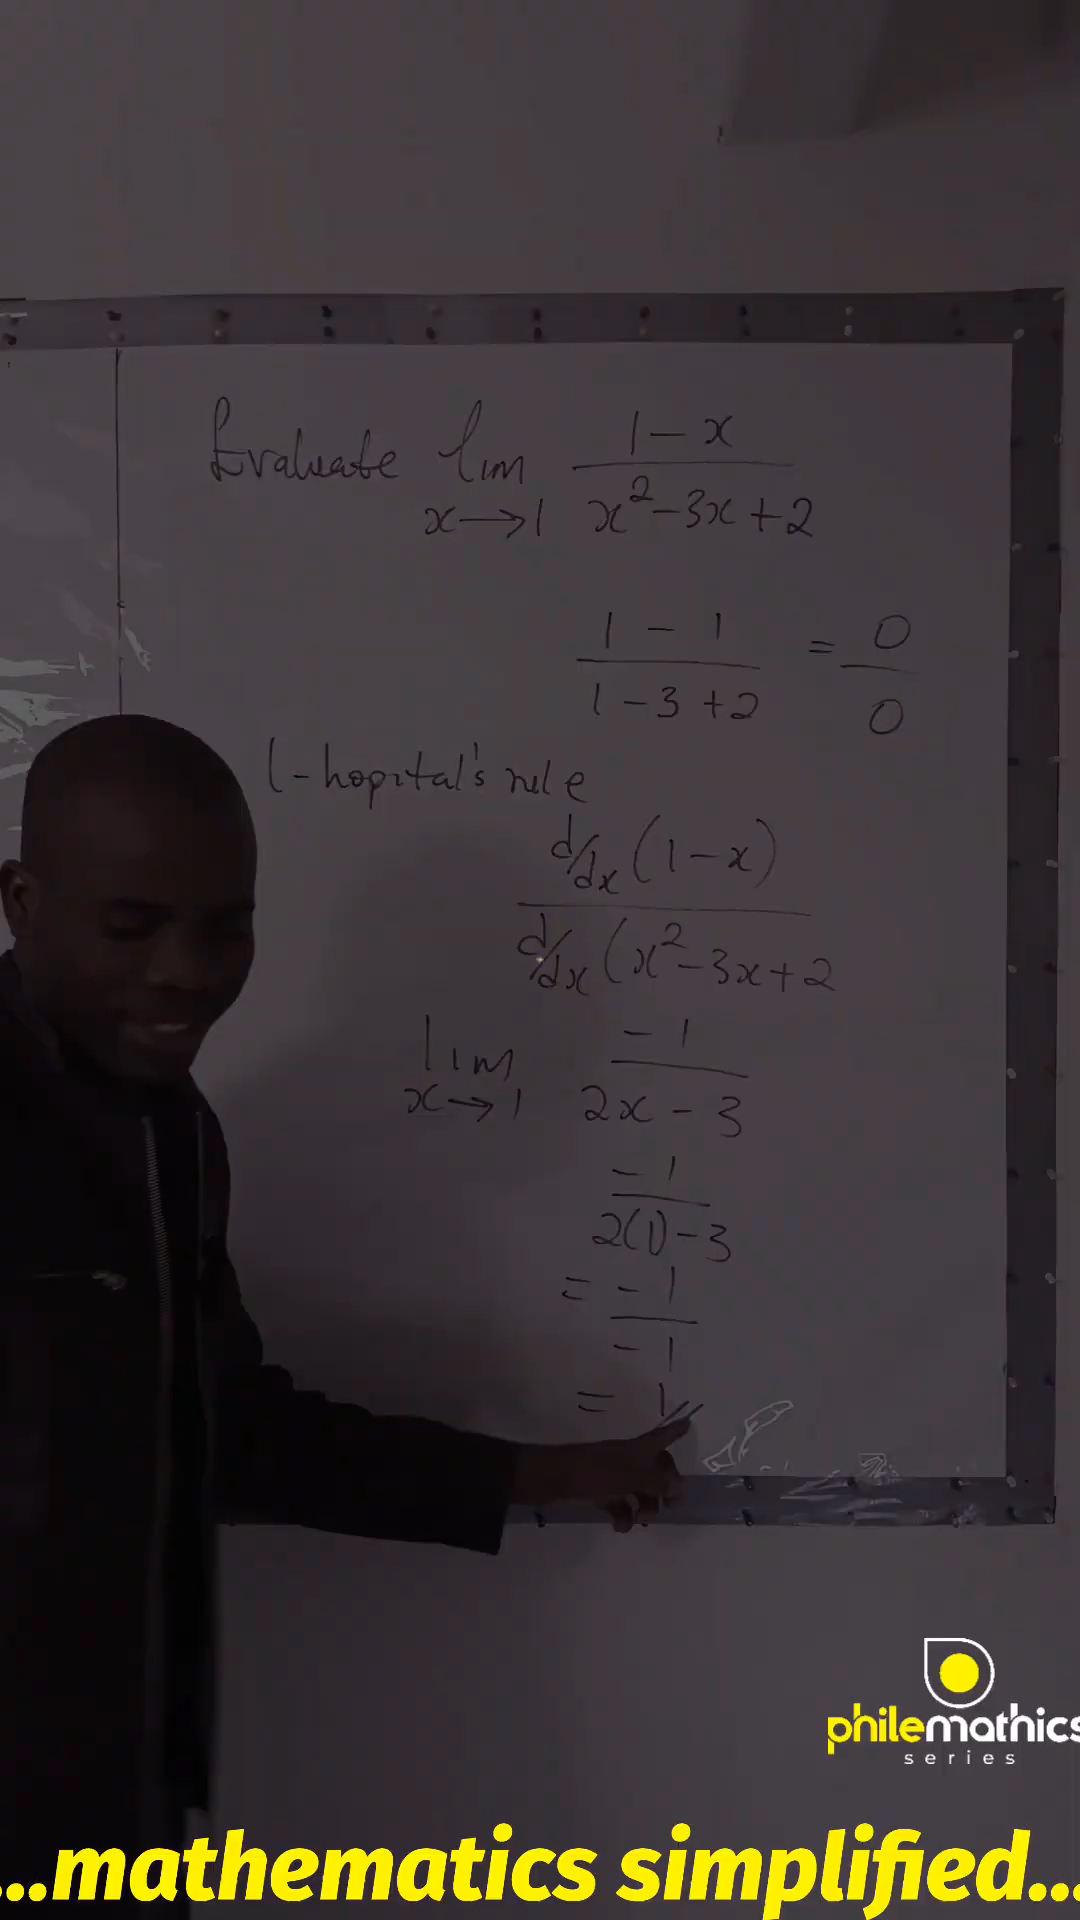 Evaluate lim 1 - x
x → 1 x² - 3x + 2
1 - 1 = 0
1 - 3 + 2 0
l-hopital's rule
d/dx (1 - x)
d/dx (x² - 3x + 2
lim -1
x → 1 2x - 3
-1
2(1) - 3
= -1
-1
= 1
philemathics
series
...mathematics simplified...